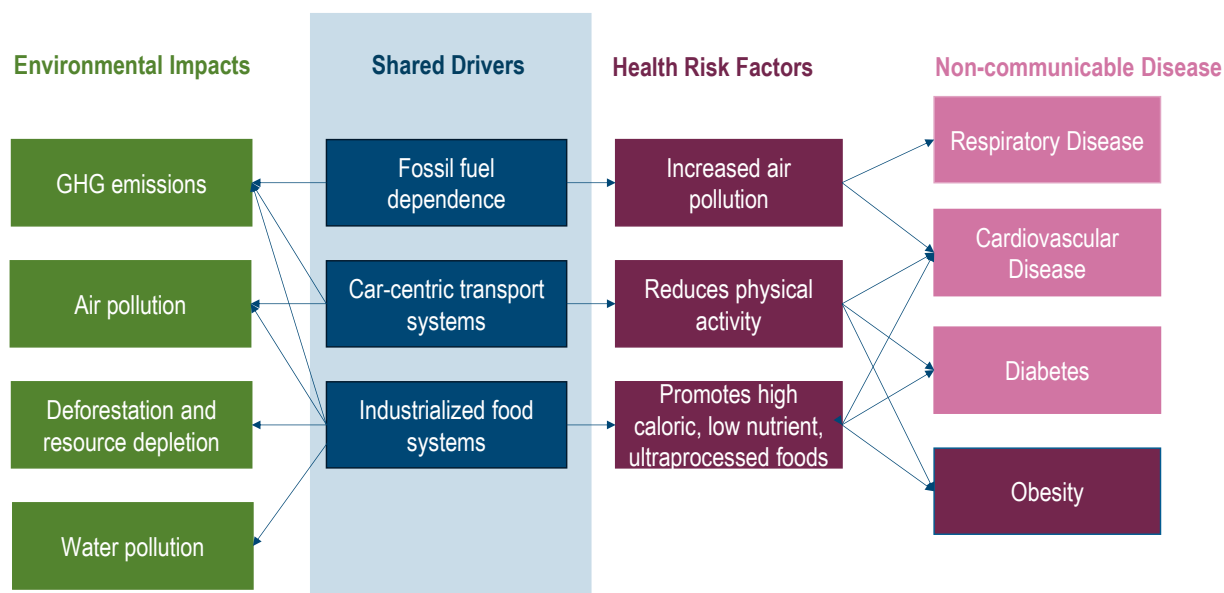 Environmental Impacts
Shared Drivers
Health Risk Factors
Non-communicable Disease
GHG emissions
Fossil fuel
dependence
Increased air
pollution
Respiratory Disease
Air pollution
Car-centric transport
systems
Reduces physical
activity
Cardiovascular
Disease
Deforestation and
resource depletion
Industrialized food
systems
Promotes high
caloric, low nutrient,
ultraprocessed foods
Diabetes
Water pollution
Obesity